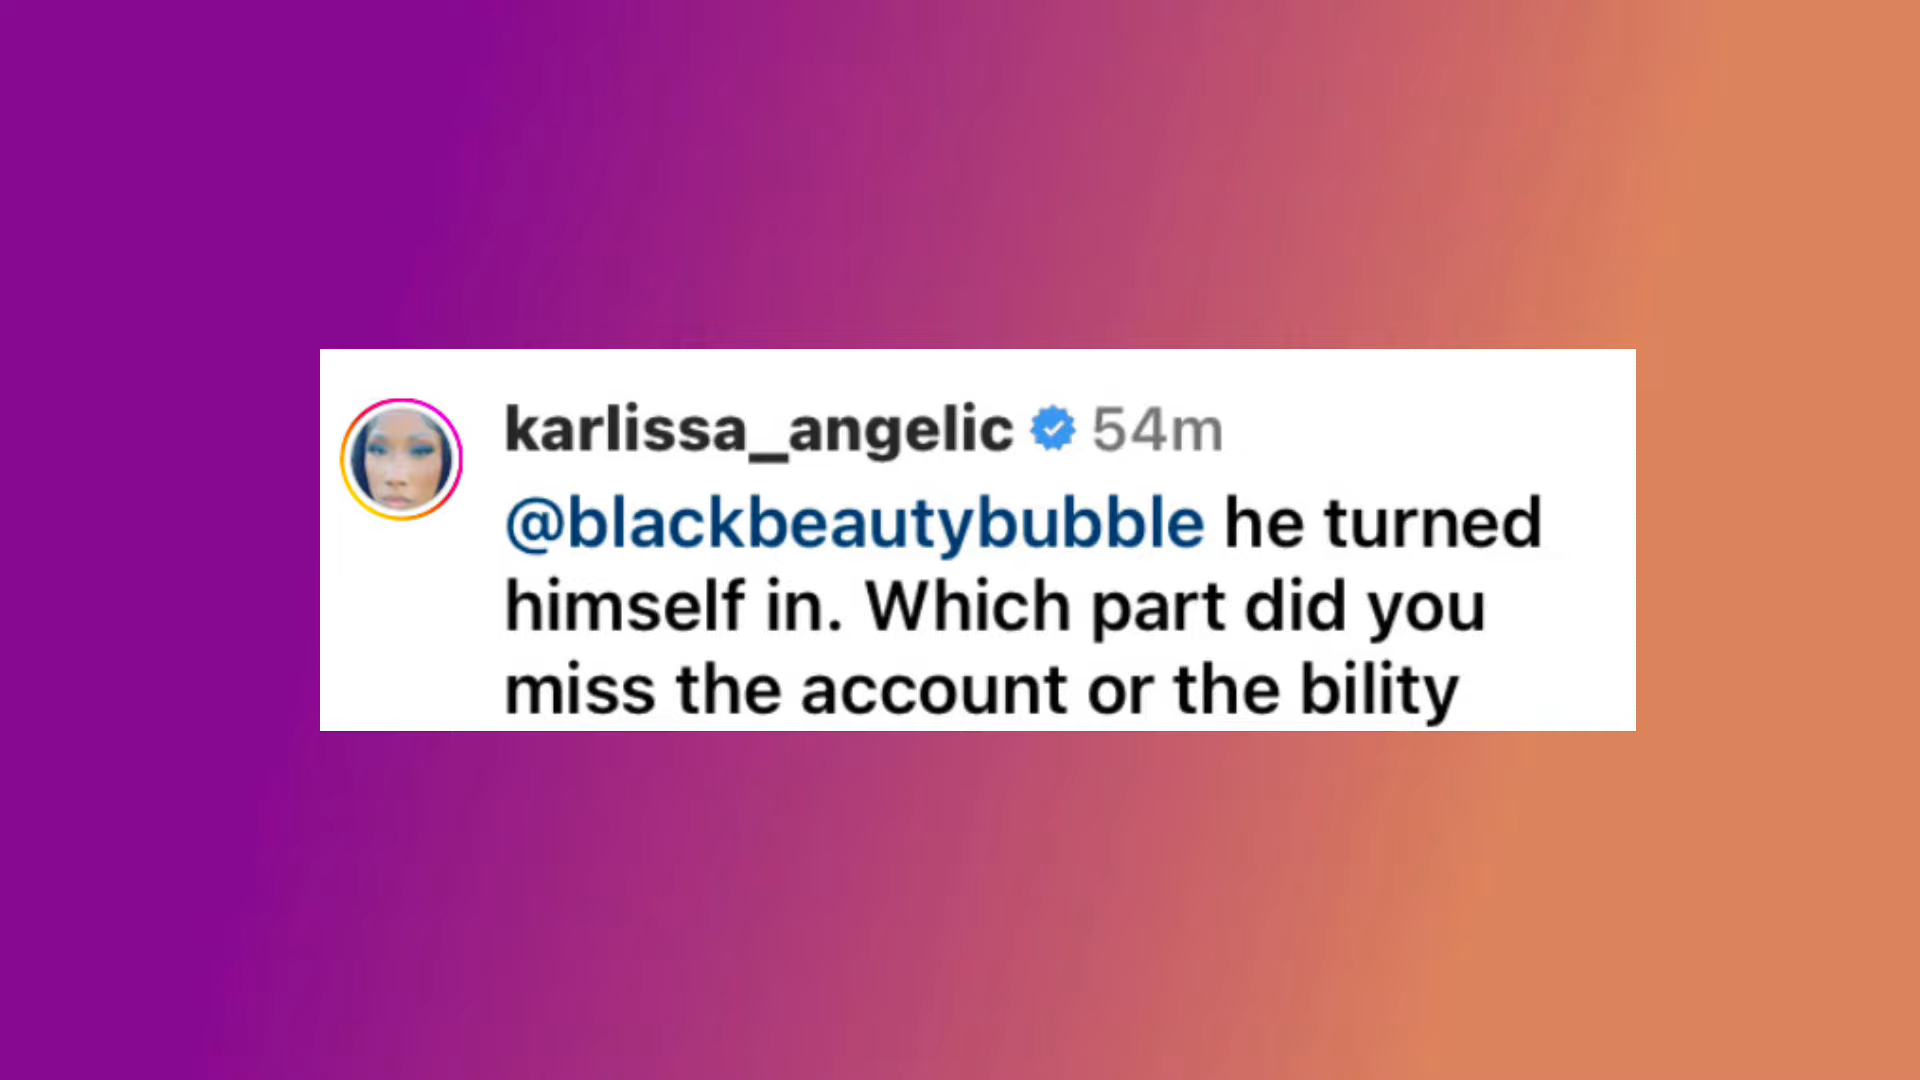 karlissa_angelic 54m
@blackbeautybubble he turned
himself in. Which part did you
miss the account or the bility